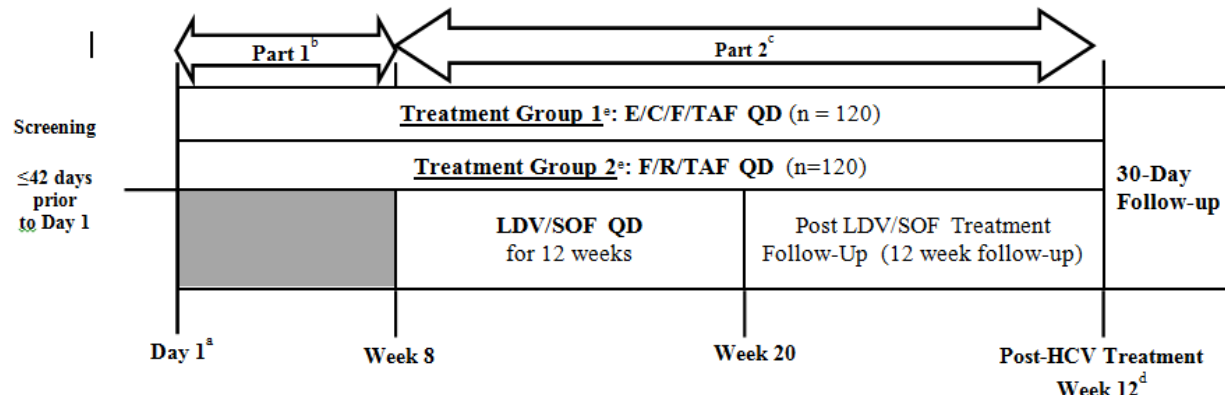 Part 1b
Part 2c
Screening
≤42 days
prior
to Day 1
Treatment Group 1e: E/C/F/TAF QD (n = 120)
Treatment Group 2e: F/R/TAF QD (n=120)
LDV/SOF QD
for 12 weeks
Post LDV/SOF Treatment
Follow-Up (12 week follow-up)
30-Day
Follow-up
Day 1a
Week 8
Week 20
Post-HCV Treatment
Week 12d